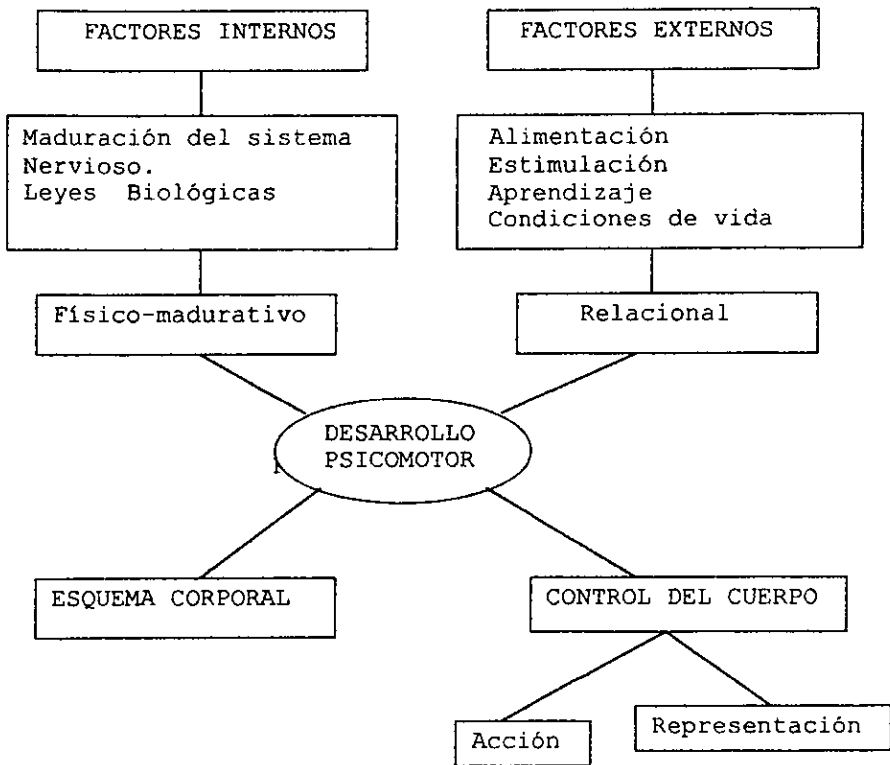 FACTORES INTERNOS
FACTORES EXTERNOS
Maduración del sistema
Nervioso.
Leyes Biológicas
Alimentación
Estimulación
Aprendizaje
Condiciones de vida
Físico-madurativo
Relacional
DESARROLLO
PSICOMOTOR
ESQUEMA CORPORAL
CONTROL DEL CUERPO
Acción
Representación